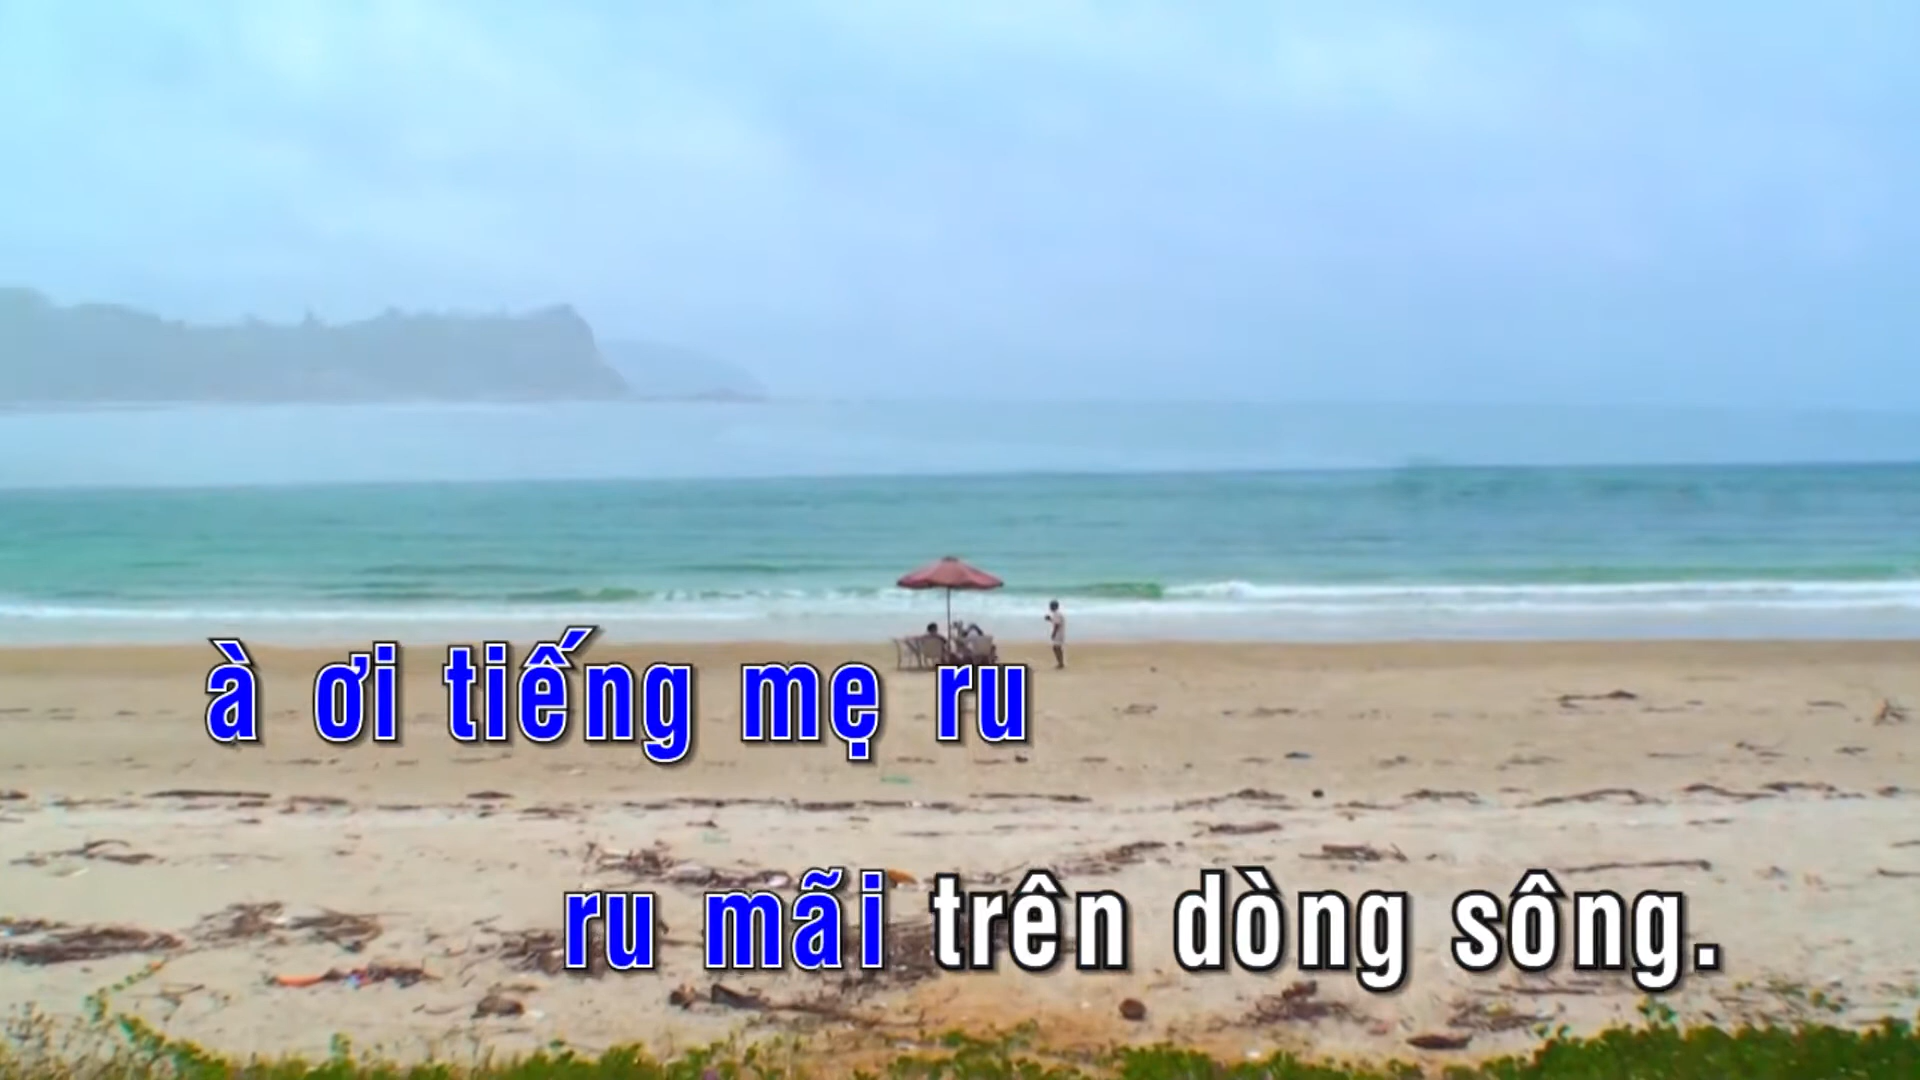 à ơi tiếng mẹ ru
ru mãi trên dòng sông.